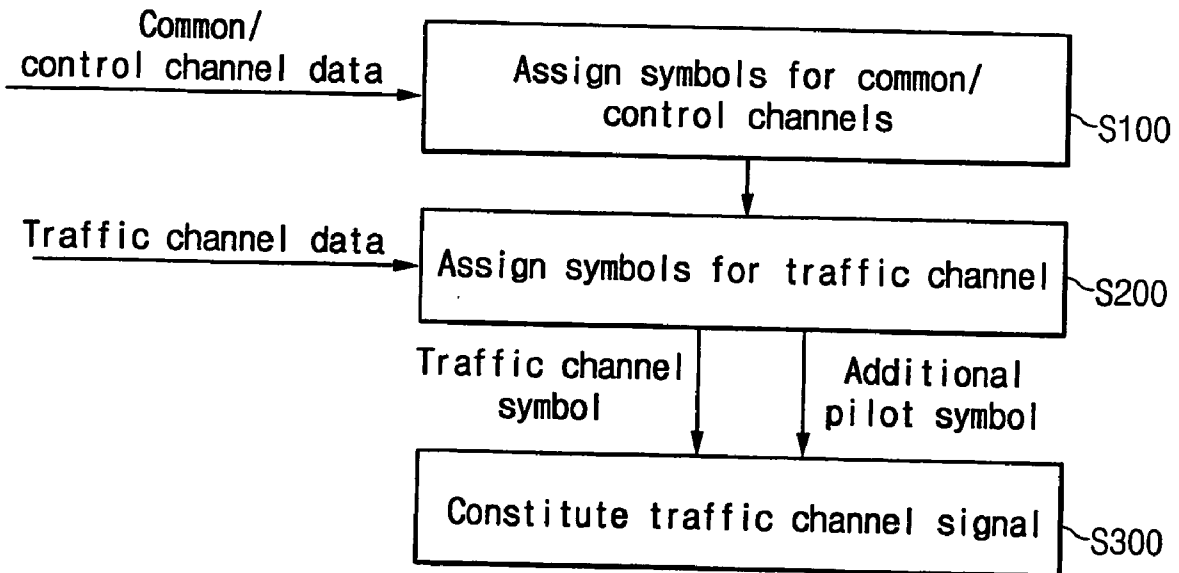 Common/
control channel data
Assign symbols for common/
control channels
S100
Traffic channel data
Assign symbols for traffic channel
S200
Traffic channel
symbol
Additional
pilot symbol
Constitute traffic channel signal
S300